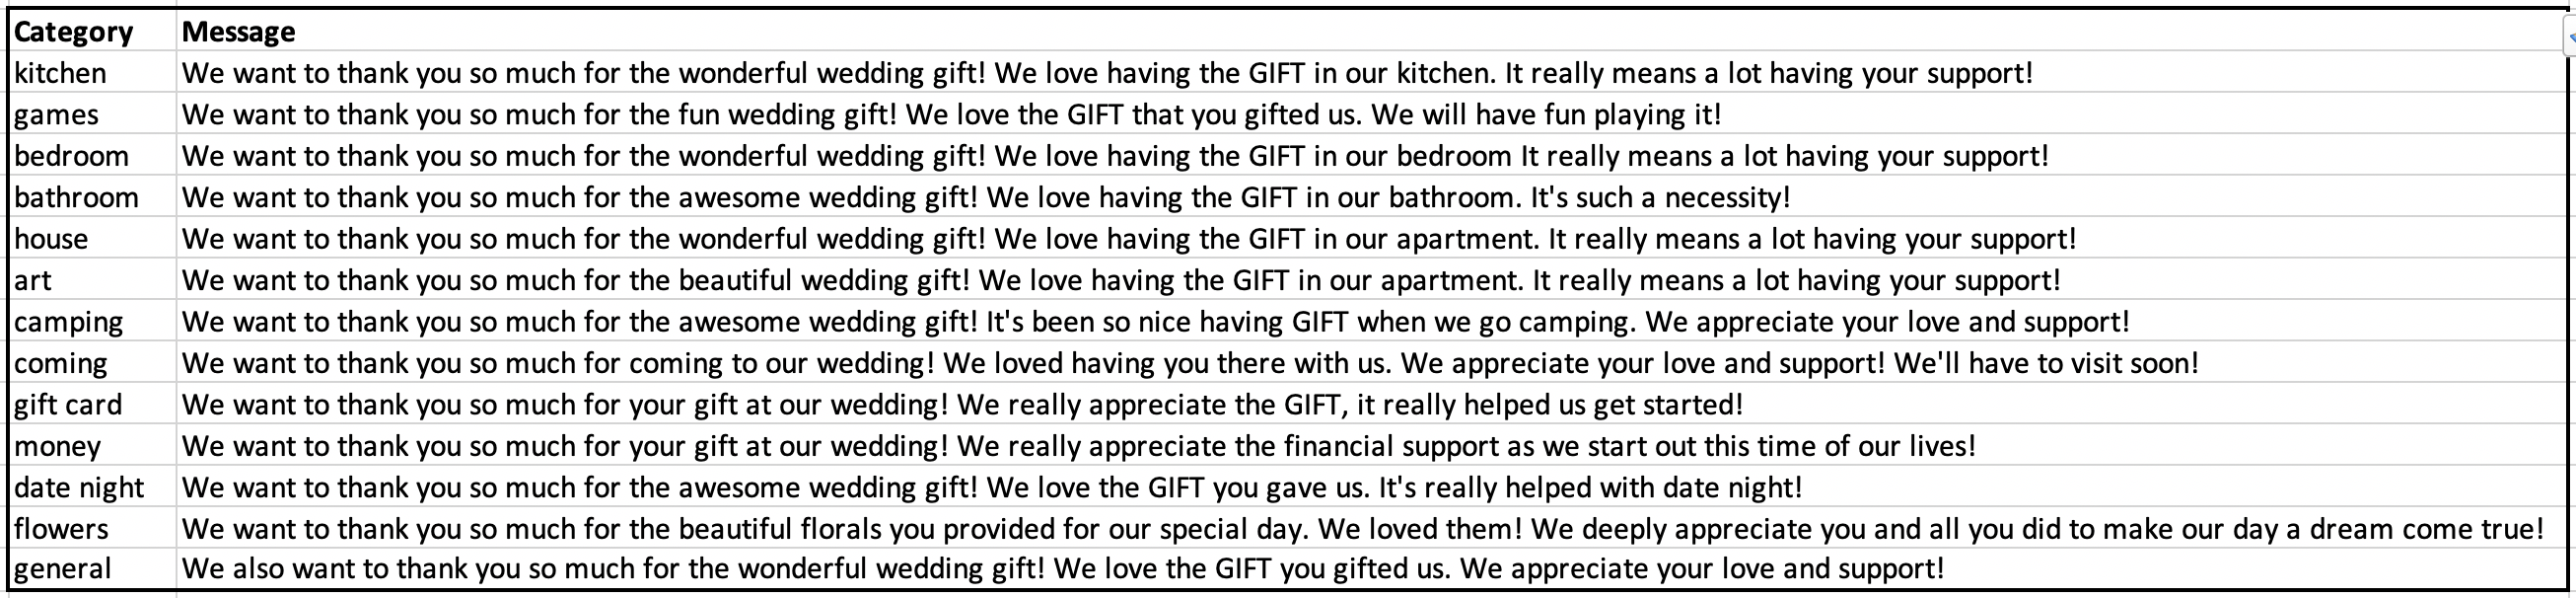 Category Message
kitchen We want to thank you so much for the wonderful wedding gift! We love having the GIFT in our kitchen. It really means a lot having your support!
games We want to thank you so much for the fun wedding gift! We love the GIFT that you gifted us. We will have fun playing it!
bedroom We want to thank you so much for the wonderful wedding gift! We love having the GIFT in our bedroom It really means a lot having your support!
bathroom We want to thank you so much for the awesome wedding gift! We love having the GIFT in our bathroom. It's such a necessity!
house We want to thank you so much for the wonderful wedding gift! We love having the GIFT in our apartment. It really means a lot having your support!
art We want to thank you so much for the beautiful wedding gift! We love having the GIFT in our apartment. It really means a lot having your support!
camping We want to thank you so much for the awesome wedding gift! It's been so nice having GIFT when we go camping. We appreciate your love and support!
coming We want to thank you so much for coming to our wedding! We loved having you there with us. We appreciate your love and support! We'll have to visit soon!
gift card We want to thank you so much for your gift at our wedding! We really appreciate the GIFT, it really helped us get started!
money We want to thank you so much for your gift at our wedding! We really appreciate the financial support as we start out this time of our lives!
date night We want to thank you so much for the awesome wedding gift! We love the GIFT you gave us. It's really helped with date night!
flowers We want to thank you so much for the beautiful florals you provided for our special day. We loved them! We deeply appreciate you and all you did to make our day a dream come true!
general We also want to thank you so much for the wonderful wedding gift! We love the GIFT you gifted us. We appreciate your love and support!